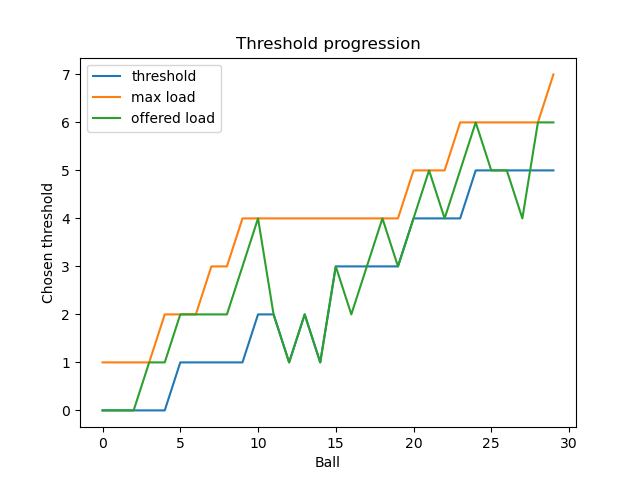 Threshold progression
threshold
max load
offered load
Chosen threshold
7
6
5
4
3
2
1
0
0 5 10 15 20 25 30
Ball